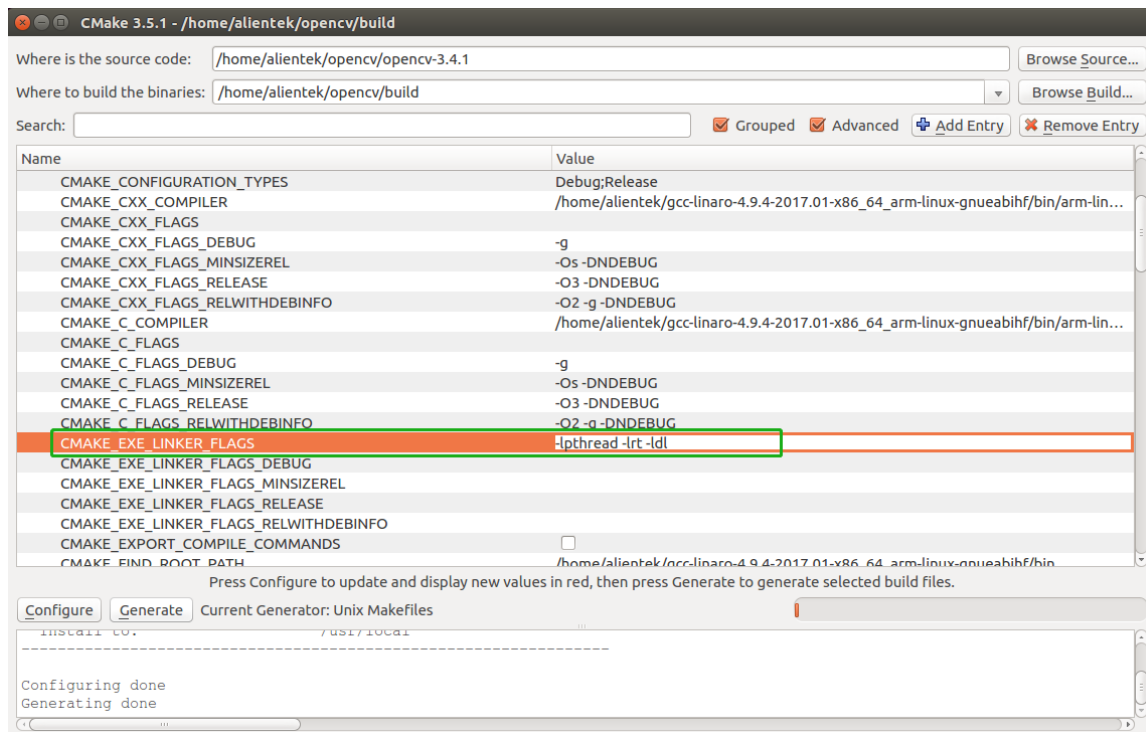 CMake 3.5.1 - /home/alientek/opencv/build
Where is the source code: /home/alientek/opencv/opencv-3.4.1 Browse Source...
Where to build the binaries: /home/alientek/opencv/build Browse Build...
Search: Grouped Advanced Add Entry Remove Entry
Name Value
CMAKE_CONFIGURATION_TYPES Debug;Release
CMAKE_CXX_COMPILER /home/alientek/gcc-linaro-4.9.4-2017.01-x86_64_arm-linux-gnueabihf/bin/arm-lin...
CMAKE_CXX_FLAGS
CMAKE_CXX_FLAGS_DEBUG -g
CMAKE_CXX_FLAGS_MINSIZEREL -Os -DNDEBUG
CMAKE_CXX_FLAGS_RELEASE -O3 -DNDEBUG
CMAKE_CXX_FLAGS_RELWITHDEBINFO -O2 -g -DNDEBUG
CMAKE_C_COMPILER /home/alientek/gcc-linaro-4.9.4-2017.01-x86_64_arm-linux-gnueabihf/bin/arm-lin...
CMAKE_C_FLAGS
CMAKE_C_FLAGS_DEBUG -g
CMAKE_C_FLAGS_MINSIZEREL -Os -DNDEBUG
CMAKE_C_FLAGS_RELEASE -O3 -DNDEBUG
CMAKE_C_FLAGS_RELWITHDEBINFO -O2 -g -DNDEBUG
CMAKE_EXE_LINKER_FLAGS -lpthread -lrt -ldl
CMAKE_EXE_LINKER_FLAGS_DEBUG
CMAKE_EXE_LINKER_FLAGS_MINSIZEREL
CMAKE_EXE_LINKER_FLAGS_RELEASE
CMAKE_EXE_LINKER_FLAGS_RELWITHDEBINFO
CMAKE_EXPORT_COMPILE_COMMANDS
CMAKE_FIND_ROOT_PATH /home/alientek/gcc-linaro-4.9.4-2017.01-x86_64_arm-linux-gnueabihf/bin
Press Configure to update and display new values in red, then press Generate to generate selected build files.
Configure Generate Current Generator: Unix Makefiles
Install to: /usr/local
-----------------------------------------------------------------
Configuring done
Generating done